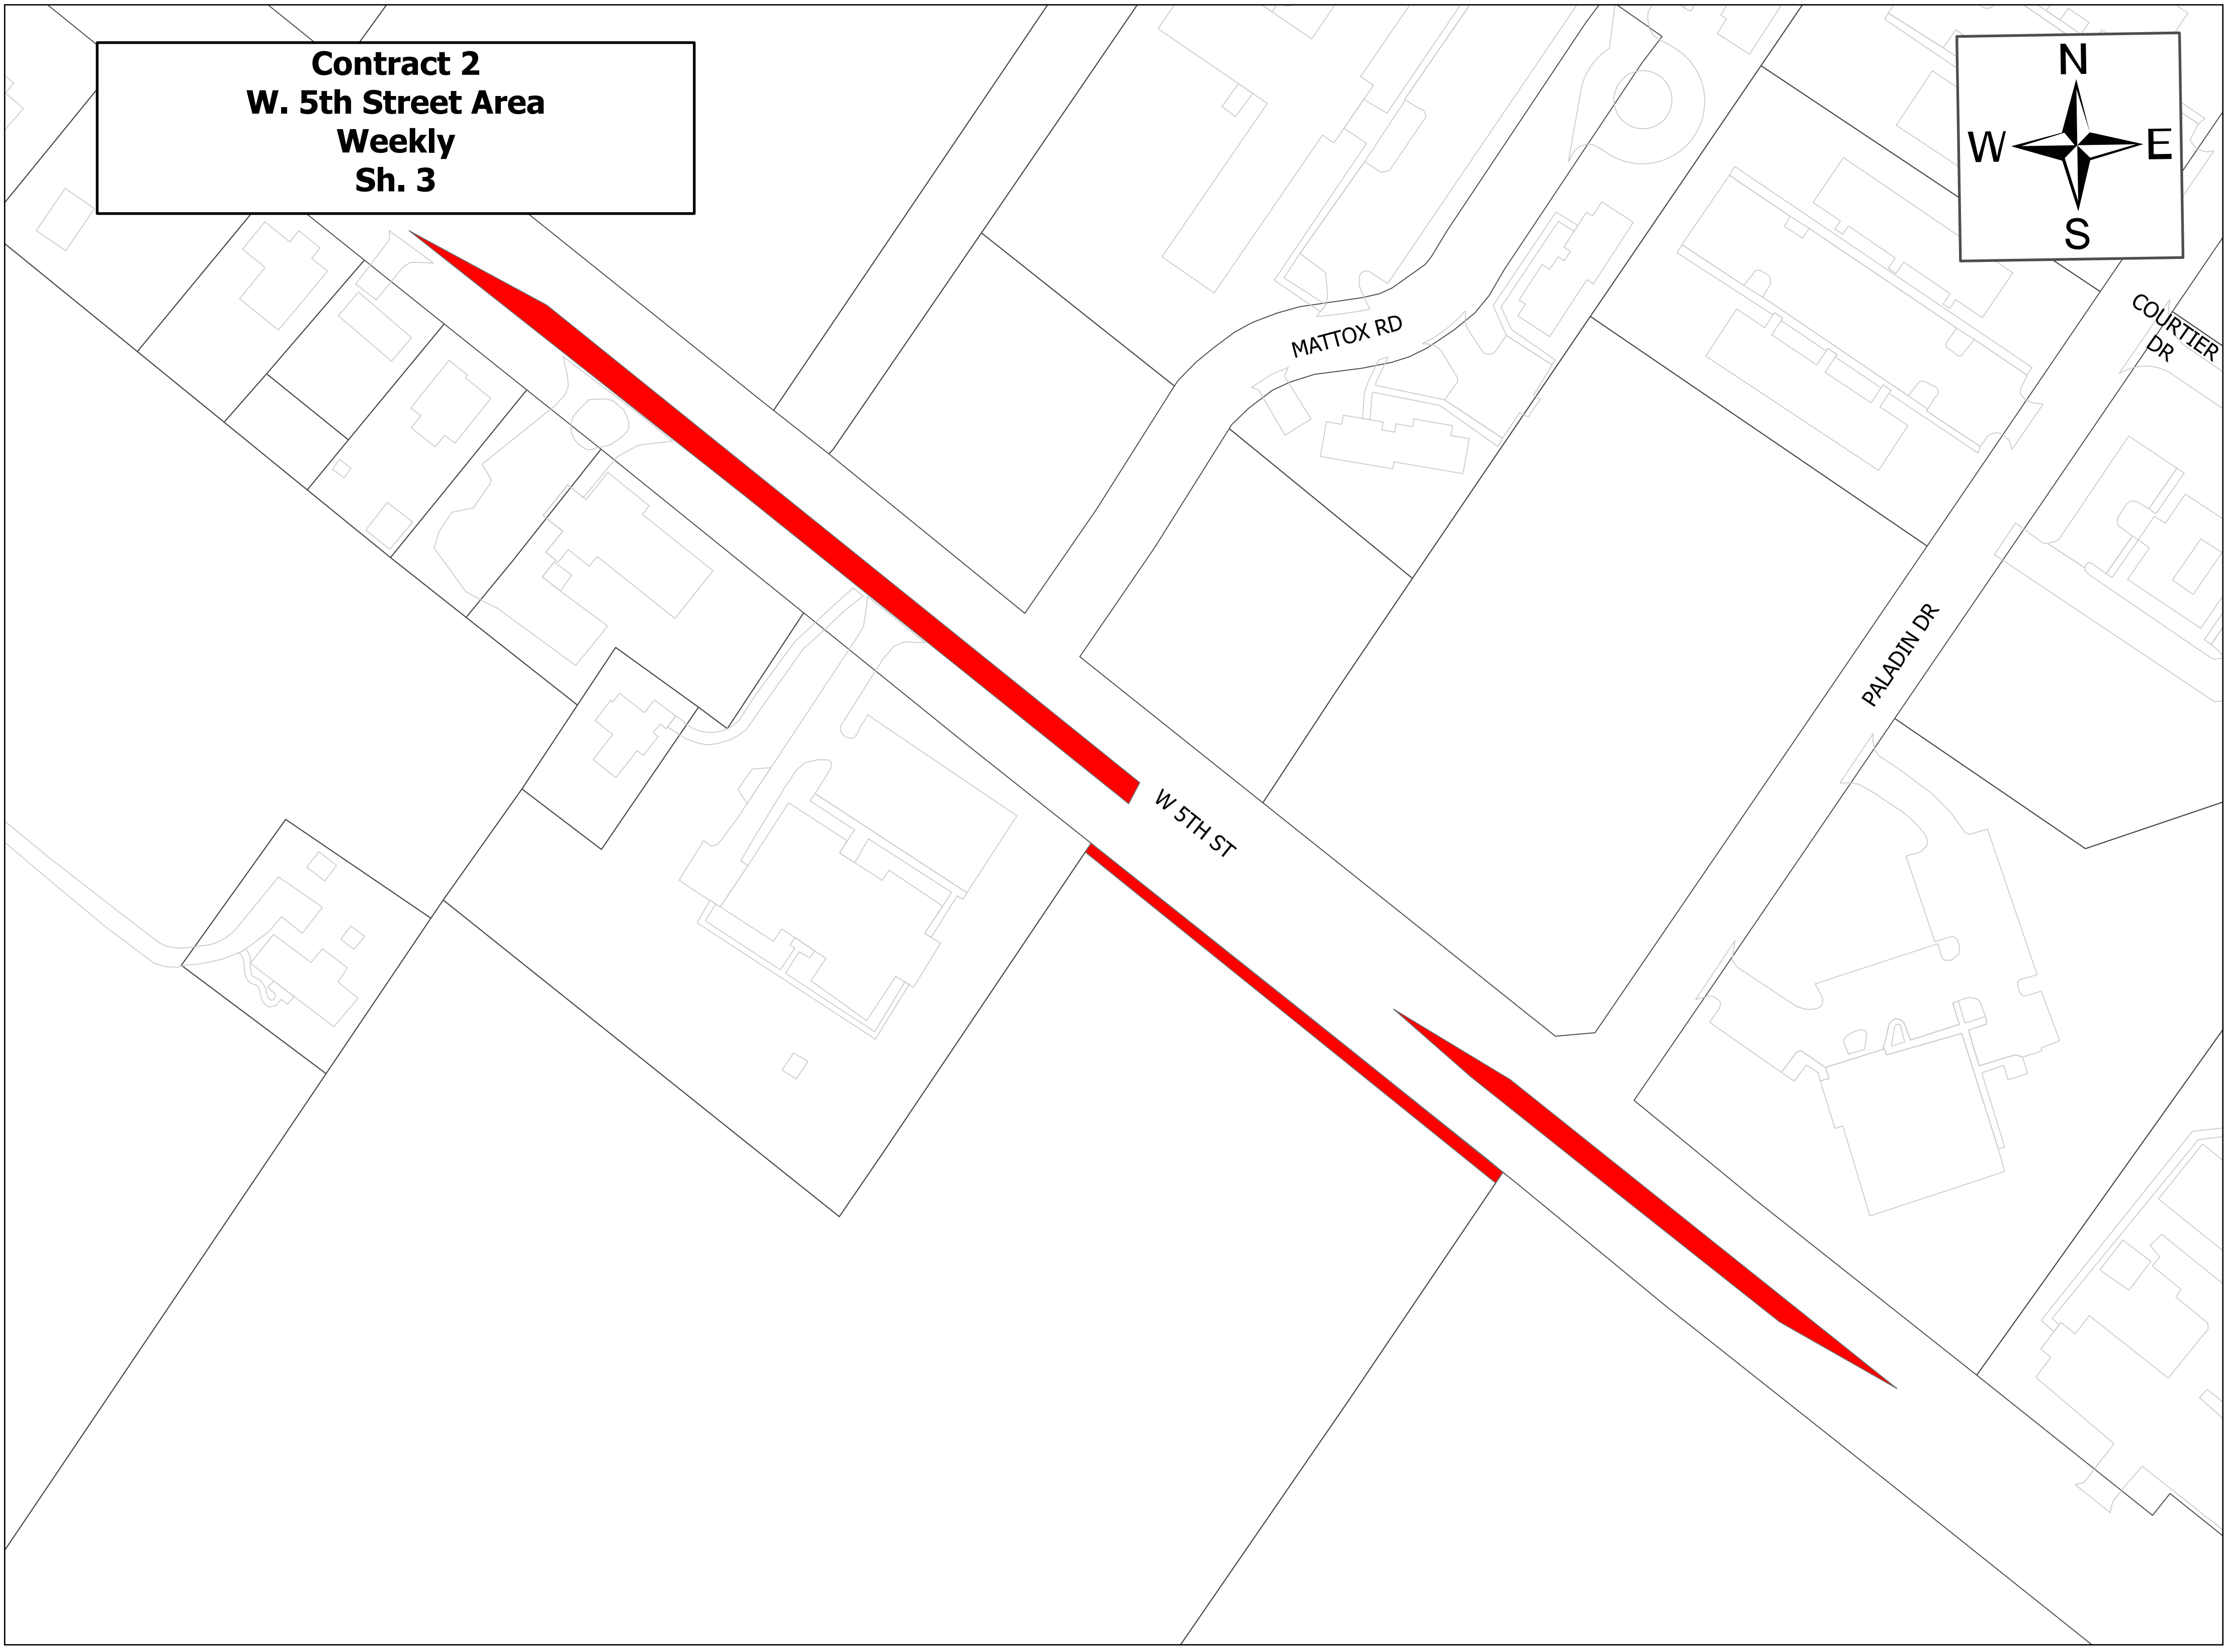 Contract 2
W. 5th Street Area
Weekly
Sh. 3
N
W
E
S
COURTIER
DR
MATTOX RD
PALADIN DR
W 5TH ST